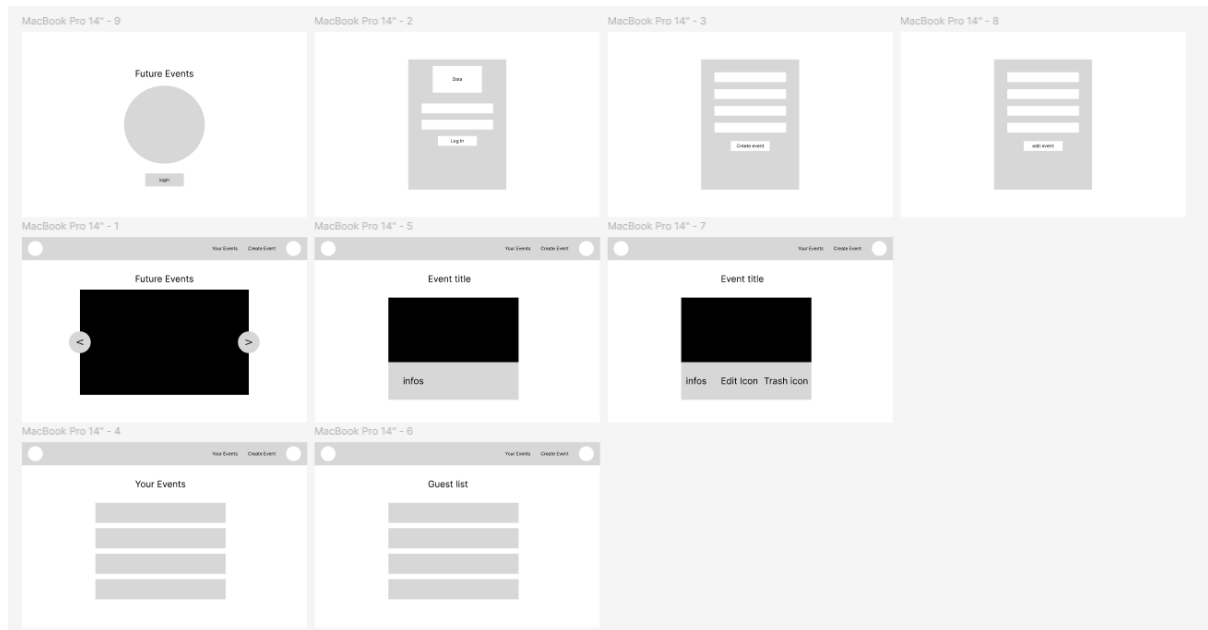 MacBook Pro 14" - 9
Future Events
login
MacBook Pro 14" - 2
Data
Log In
MacBook Pro 14" - 3
Create event
MacBook Pro 14" - 8
edit event
MacBook Pro 14" - 1
Your Events Create Event
Future Events
<
>
MacBook Pro 14" - 5
Your Events Create Event
Event title
infos
MacBook Pro 14" - 7
Your Events Create Event
Event title
infos Edit Icon Trash icon
MacBook Pro 14" - 4
Your Events Create Event
Your Events
MacBook Pro 14" - 6
Your Events Create Event
Guest list